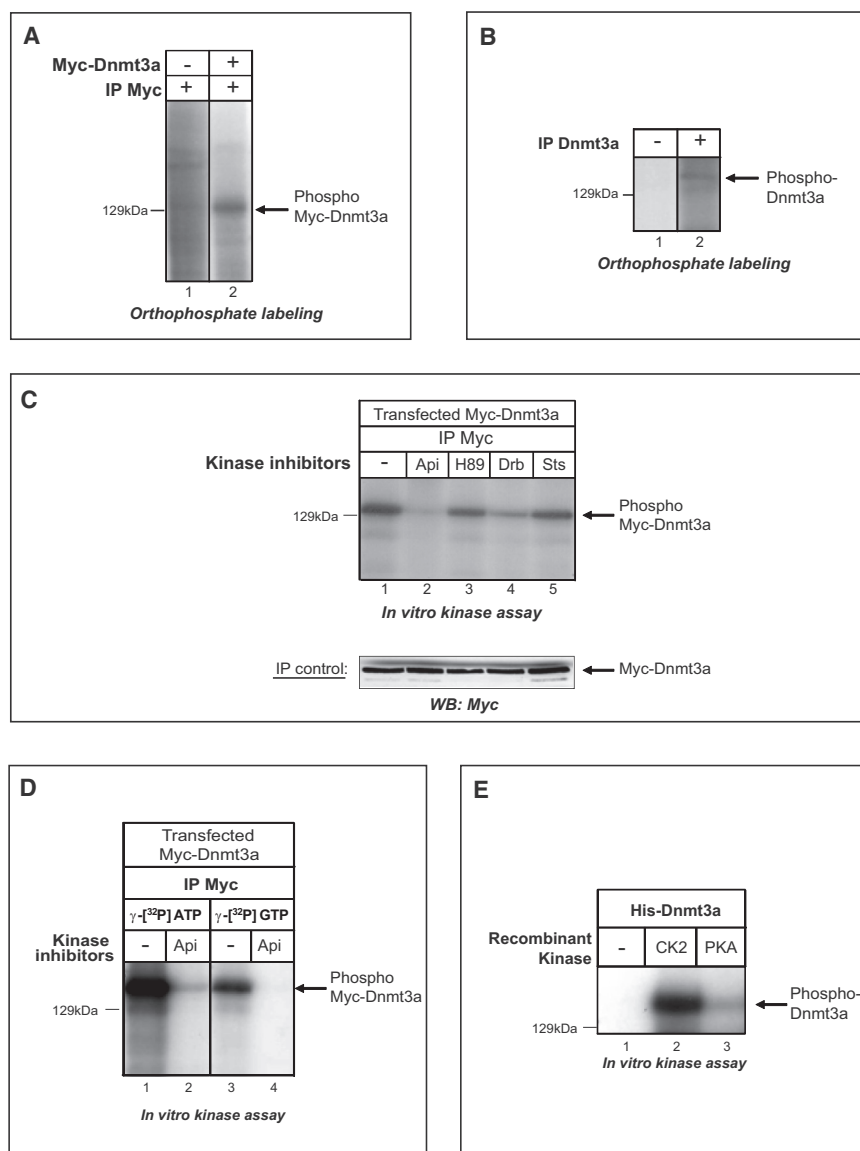 A
Myc-Dnmt3a - +
IP Myc + +
129kDa
Phospho
Myc-Dnmt3a
1 2
Orthophosphate labeling
B
IP Dnmt3a - +
129kDa
Phospho-
Dnmt3a
1 2
Orthophosphate labeling
C
Transfected Myc-Dnmt3a
IP Myc
Kinase inhibitors - Api H89 Drb Sts
129kDa
Phospho
Myc-Dnmt3a
1 2 3 4 5
In vitro kinase assay
IP control:
Myc-Dnmt3a
WB: Myc
D
Transfected
Myc-Dnmt3a
IP Myc
γ-[³²P] ATP γ-[³²P] GTP
Kinase
inhibitors - Api - Api
129kDa
Phospho
Myc-Dnmt3a
1 2 3 4
In vitro kinase assay
E
His-Dnmt3a
Recombinant
Kinase - CK2 PKA
129kDa
Phospho-
Dnmt3a
1 2 3
In vitro kinase assay